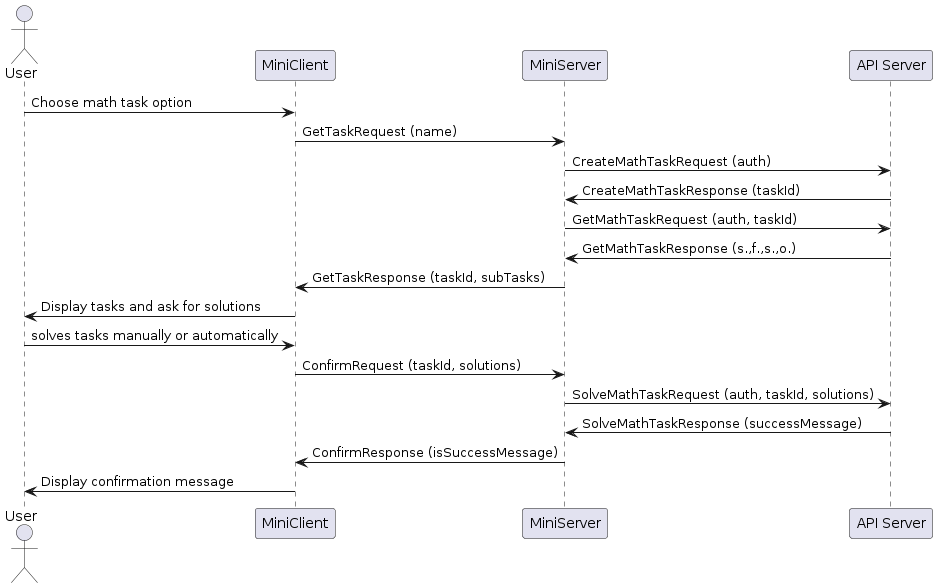 User
MiniClient
MiniServer
API Server
Choose math task option
GetTaskRequest (name)
CreateMathTaskRequest (auth)
CreateMathTaskResponse (taskId)
GetMathTaskRequest (auth, taskId)
GetMathTaskResponse (s.,f.,s.,o.)
GetTaskResponse (taskId, subTasks)
Display tasks and ask for solutions
solves tasks manually or automatically
ConfirmRequest (taskId, solutions)
SolveMathTaskRequest (auth, taskId, solutions)
SolveMathTaskResponse (successMessage)
ConfirmResponse (isSuccessMessage)
Display confirmation message
User
MiniClient
MiniServer
API Server